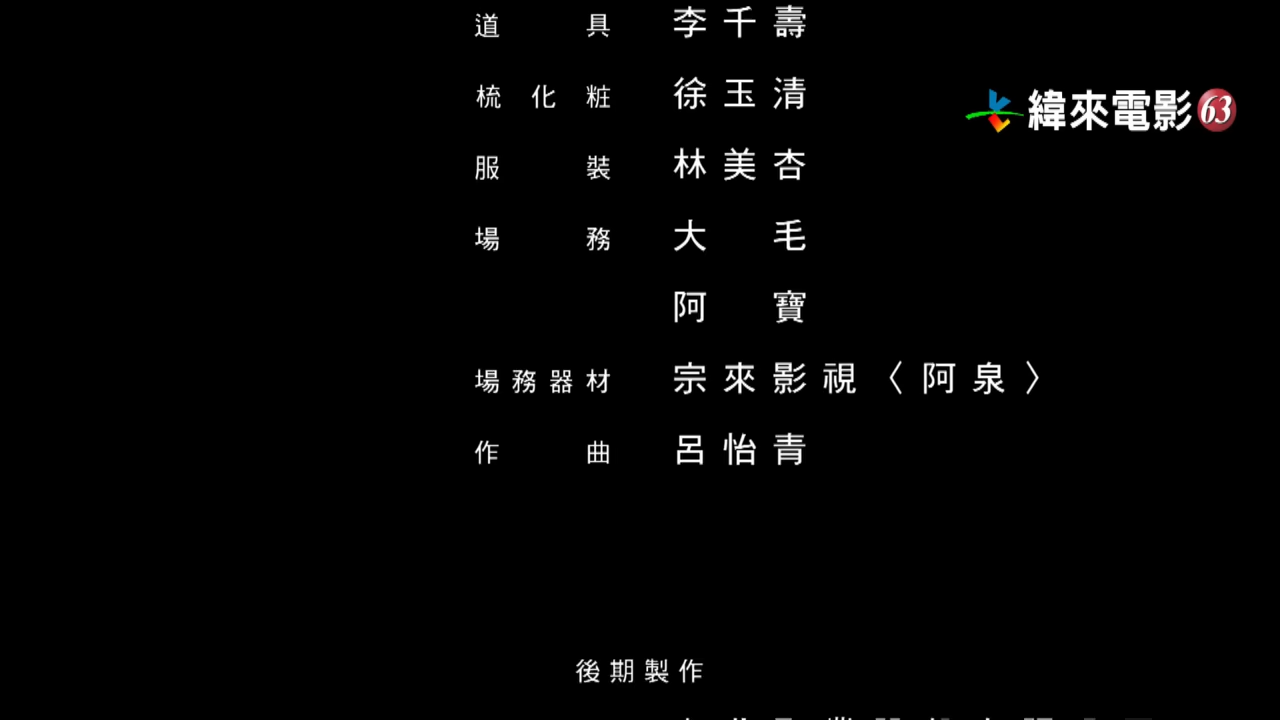 道具 李千壽
梳化粧 徐玉清
緯來電影63
服裝 林美杏
場務 大毛
阿寶
場務器材 宗來影視〈阿泉〉
作曲 呂怡青
後期製作